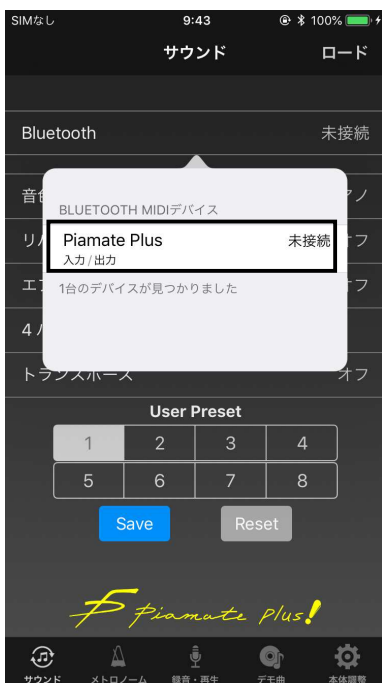 SIMなし 9:43 100%
サウンド ロード
Bluetooth 未接続
BLUETOOTH MIDIデバイス
Piamate Plus 未接続
入力 / 出力
1台のデバイスが見つかりました
トランスポーズ オフ
User Preset
1 2 3 4
5 6 7 8
Save Reset
Piamate Plus!
サウンド メトロノーム 録音・再生 デモ曲 本体調整